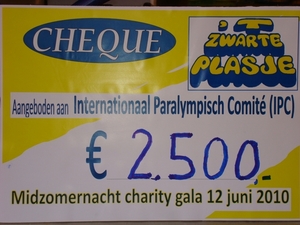 CHEQUE
'T
ZWARTE
PLASJE
Aangeboden aan Internationaal Paralympisch Comité (IPC)
€ 2.500,-
Midzomernacht charity gala 12 juni 2010